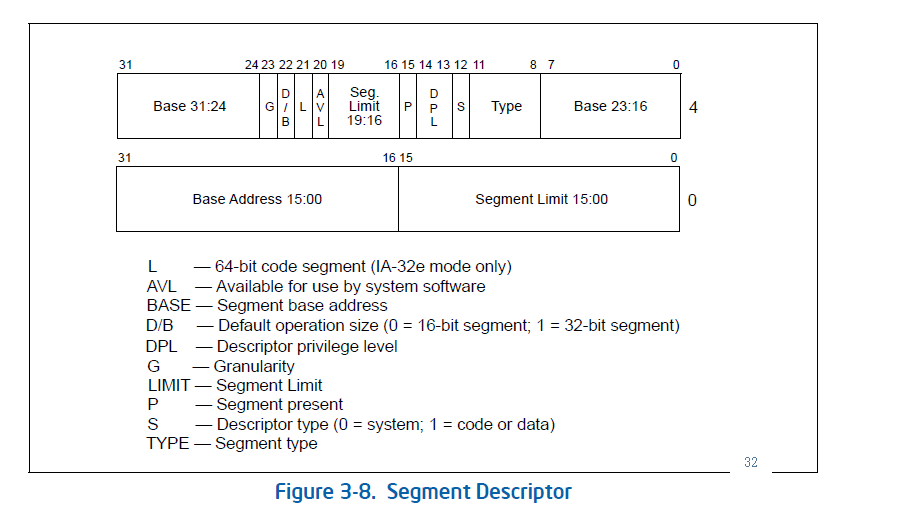 31 24 23 22 21 20 19 16 15 14 13 12 11 8 7 0
Base 31:24 G D/B L AVL Seg. Limit 19:16 P DPL S Type Base 23:16 4
31 16 15 0
Base Address 15:00 Segment Limit 15:00 0
L — 64-bit code segment (IA-32e mode only)
AVL — Available for use by system software
BASE — Segment base address
D/B — Default operation size (0 = 16-bit segment; 1 = 32-bit segment)
DPL — Descriptor privilege level
G — Granularity
LIMIT — Segment Limit
P — Segment present
S — Descriptor type (0 = system; 1 = code or data)
TYPE — Segment type
32
Figure 3-8. Segment Descriptor